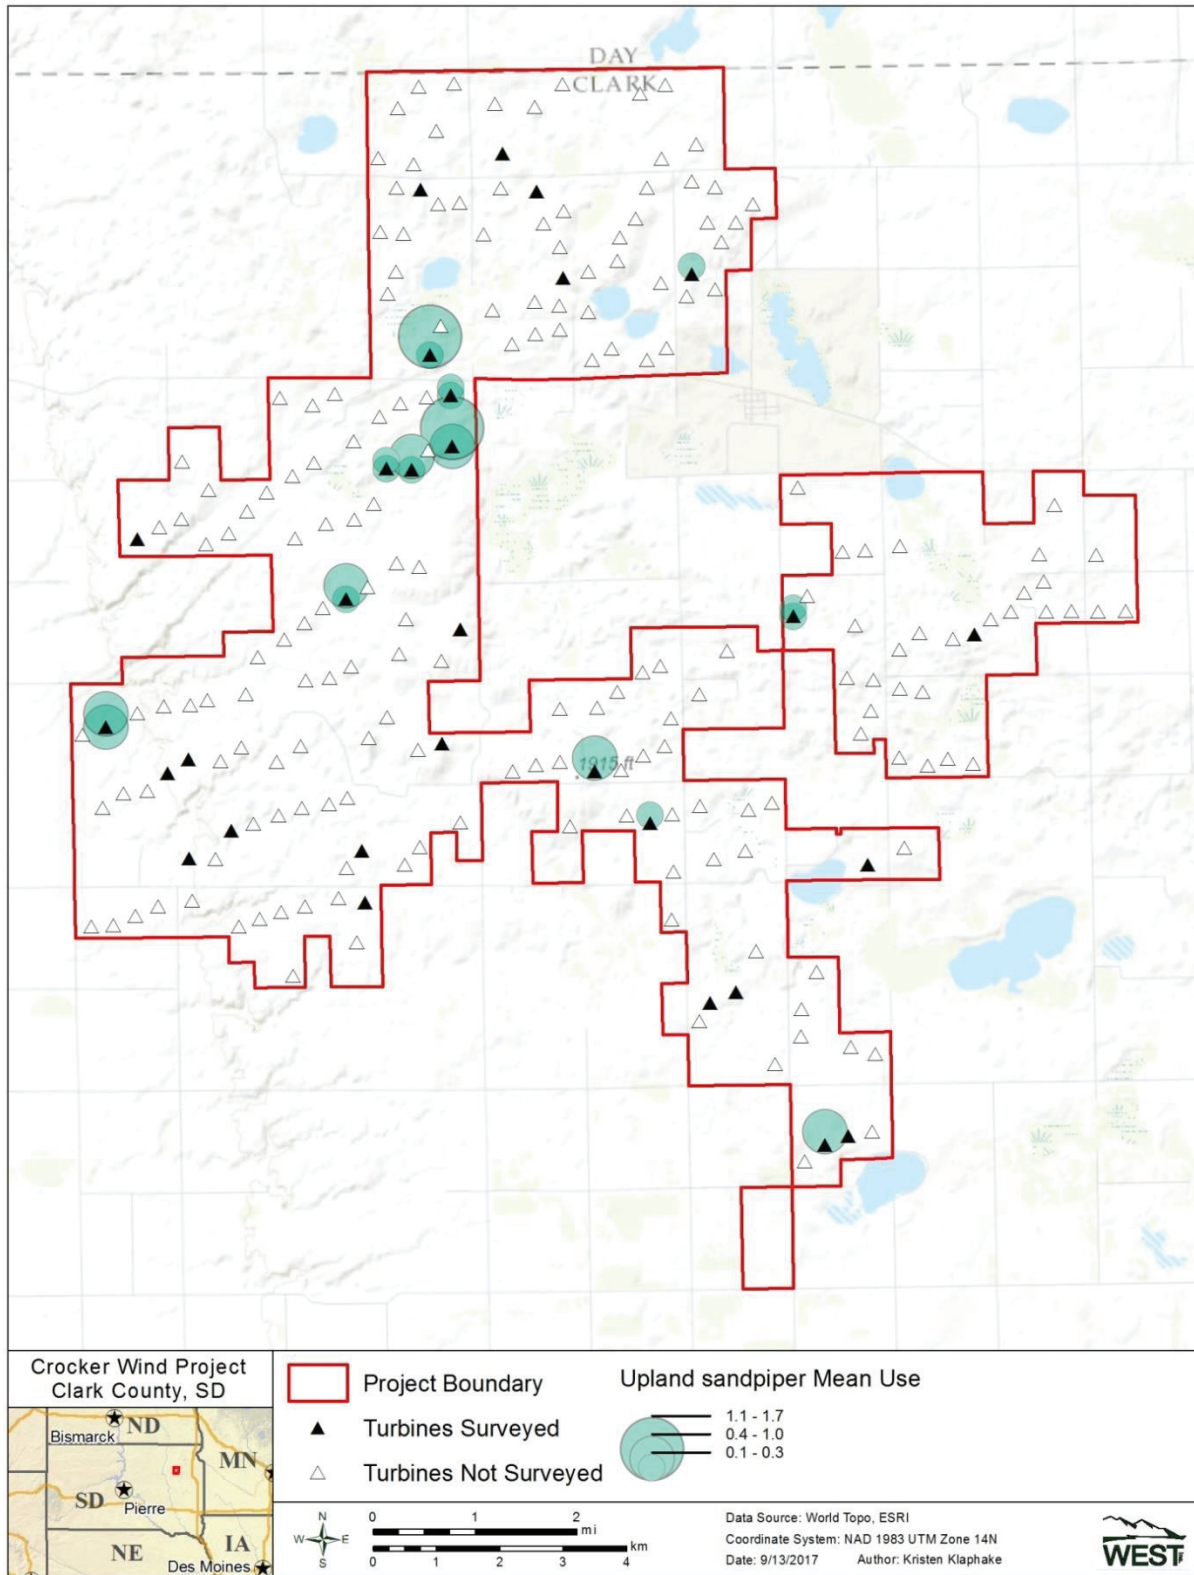 DAY
CLARK
1915 ft
Crocker Wind Project
Clark County, SD
ND
Bismarck
MN
SD
Pierre
NE
IA
Des Moines
Project Boundary
Turbines Surveyed
Turbines Not Surveyed
Upland sandpiper Mean Use
1.1 - 1.7
0.4 - 1.0
0.1 - 0.3
N
W E
S
0 1 2
mi
0 1 2 3 4
km
Data Source: World Topo, ESRI
Coordinate System: NAD 1983 UTM Zone 14N
Date: 9/13/2017 Author: Kristen Klaphake
WEST